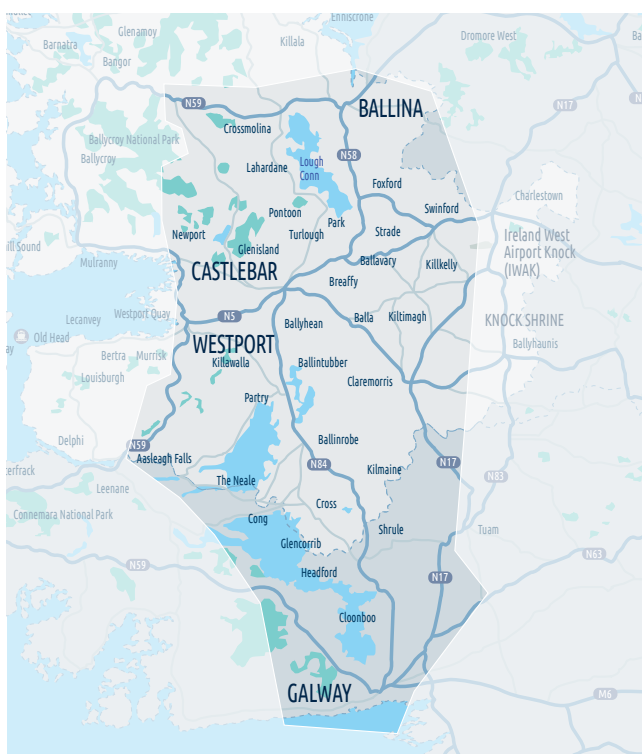 Enniscrone
Glenamoy
Killala
Dromore West
Barnatra
Bangor
N59
BALLINA
N17
Crossmolina
Ballycroy National Park
Ballycroy
N58
Lahardane
Lough
Conn
Foxford
Charlestown
Pontoon
Swinford
Park
Newport
Turlough
Strade
Ireland West
Airport Knock
(IWAK)
Glenisland
Mulranny
Ballavary
Killkelly
CASTLEBAR
Breaffy
Lecanvey
Westport Quay
N5
Ballyhean
Balla
Kiltimagh
KNOCK SHRINE
Old Head
WESTPORT
Ballyhaunis
Bertra
Murrisk
Killawalla
Ballintubber
Louisburgh
Claremorris
Partry
Delphi
Ballinrobe
N59
Aasleagh Falls
N84
Kilmaine
N17
N83
Leenane
The Neale
Cross
Connemara National Park
Cong
Shrule
Tuam
Glencorrib
N63
N59
Headford
N17
Cloonboo
GALWAY
M6